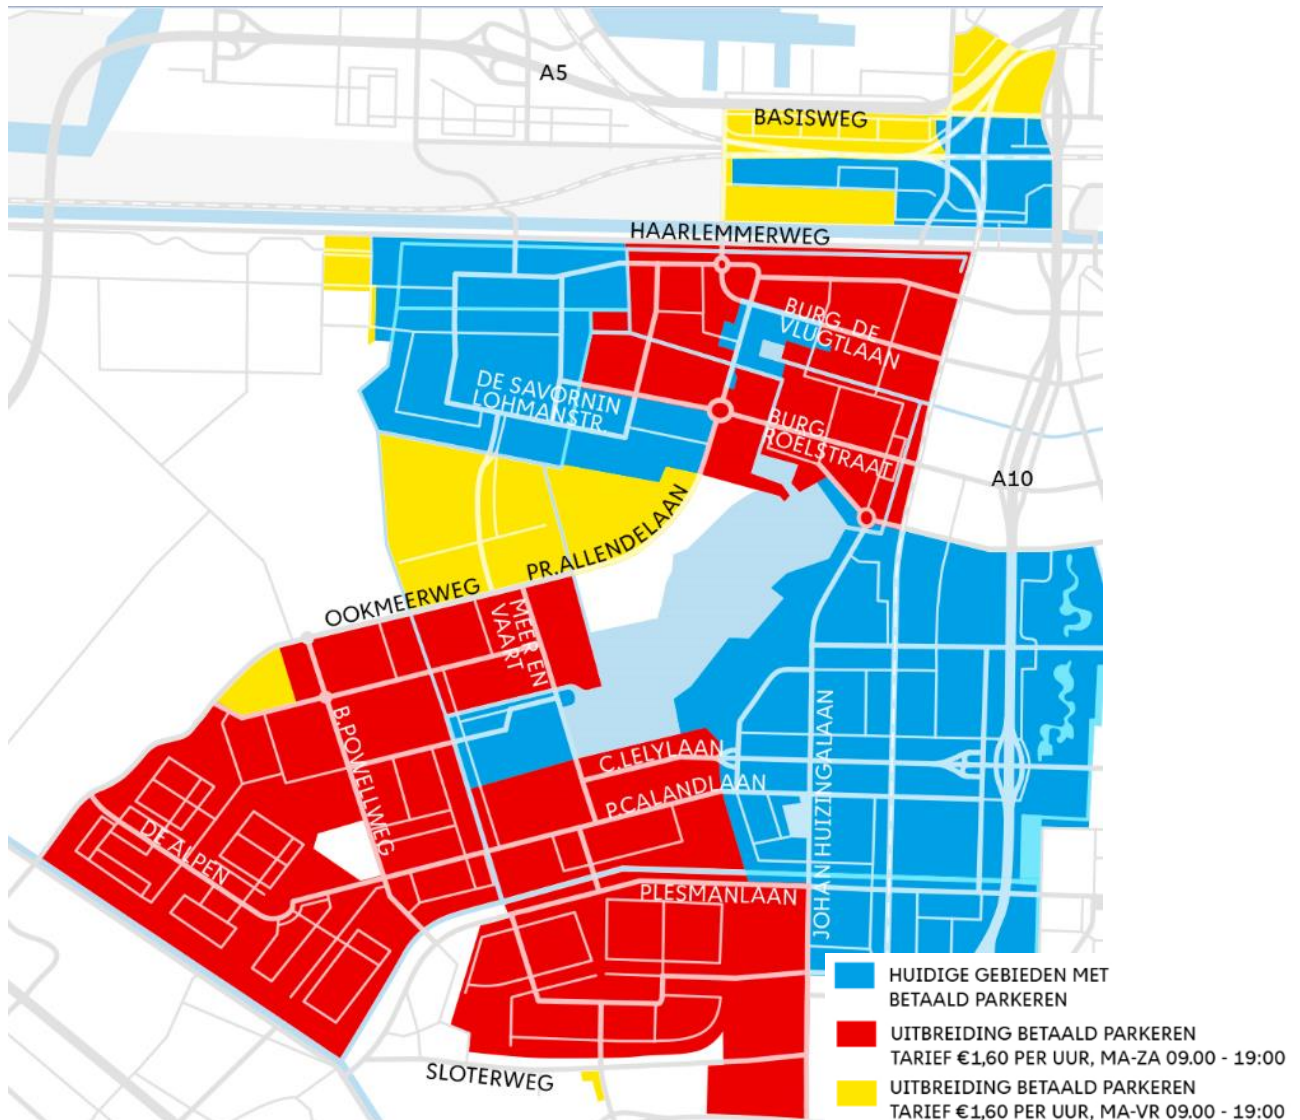 A5
BASISWEG
HAARLEMMERWEG
BURG. DE
VLUGTLAAN
DE SAVORNIN
LOHMANSTR.
BURG.
ROELSTRAAT
A10
PR.ALLENDELAAN
OOKMEERWEG
MEER EN
VAART
B.POWELLWEG
C.LELYLAAN
P.CALANDLAAN
JOHAN HUIZINGALAAN
DE ALPEN
PLESMANLAAN
SLOTERWEG
HUIDIGE GEBIEDEN MET
BETAALD PARKEREN
UITBREIDING BETAALD PARKEREN
TARIEF €1,60 PER UUR, MA-ZA 09.00 - 19:00
UITBREIDING BETAALD PARKEREN
TARIEF €1,60 PER UUR, MA-VR 09.00 - 19:00